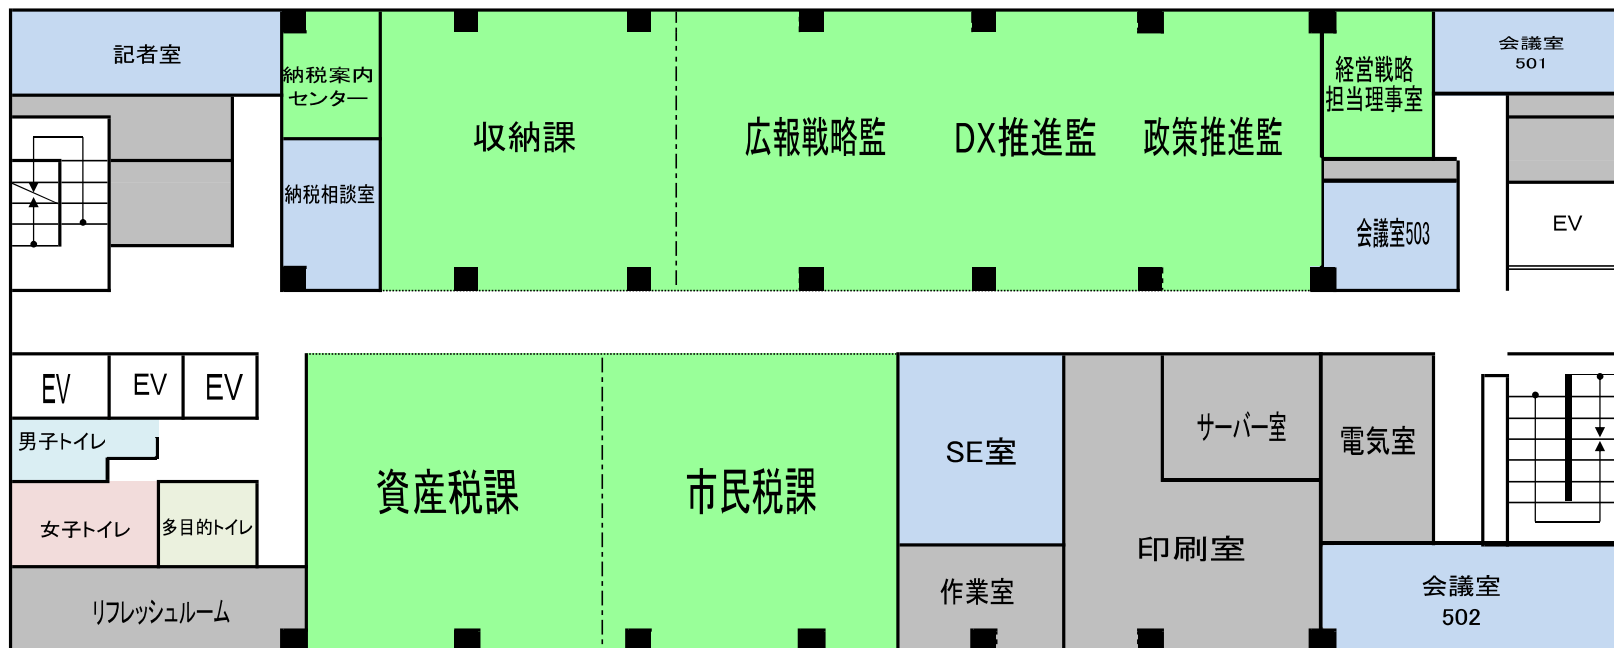 記者室
納税案内
センター
納税相談室
収納課
広報戦略監
DX推進監
政策推進監
経営戦略
担当理事室
会議室
501
会議室503
EV
EV
EV
EV
男子トイレ
女子トイレ
多目的トイレ
リフレッシュルーム
資産税課
市民税課
SE室
作業室
サーバー室
印刷室
電気室
会議室
502